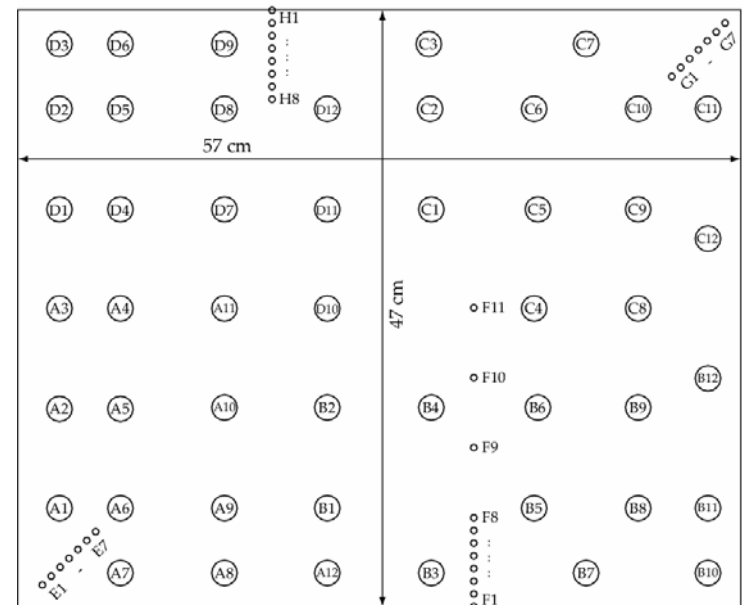 H1
D3 D6 D9 : C3 C7
: G1 - G7
H8
D2 D5 D8 D12 C2 C6 C10 C11
57 cm
D1 D4 D7 D11 C1 C5 C9
C12
47 cm
A3 A4 A11 D10 F11 C4 C8
F10 B12
A2 A5 A10 B2 B4 B6 B9
F9
A1 A6 A9 B1 F8 B5 B8 B11
:
E1 - E7 :
A7 A8 A12 B3 : B7 B10
F1